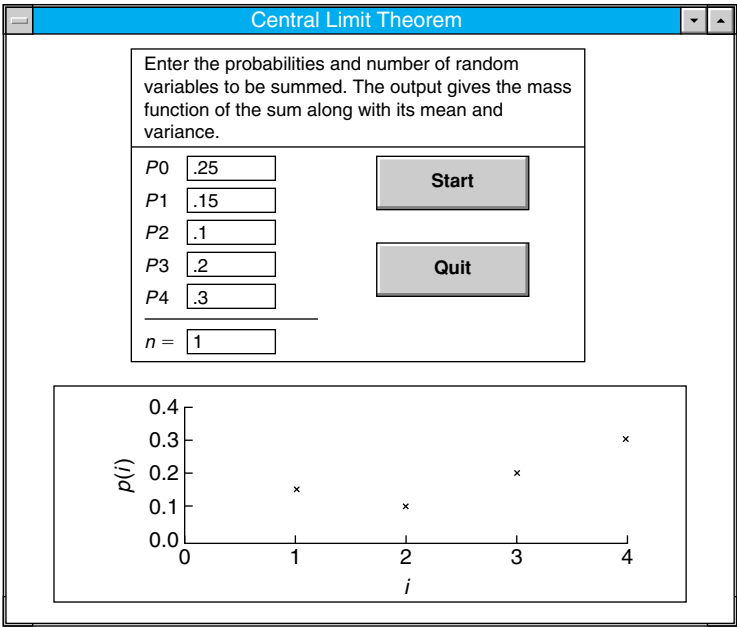 Central Limit Theorem
Enter the probabilities and number of random
variables to be summed. The output gives the mass
function of the sum along with its mean and
variance.
P0 .25
P1 .15
P2 .1
P3 .2
P4 .3
n = 1
Start
Quit
p(i)
0.4
0.3
0.2
0.1
0.0
0 1 2 3 4
i